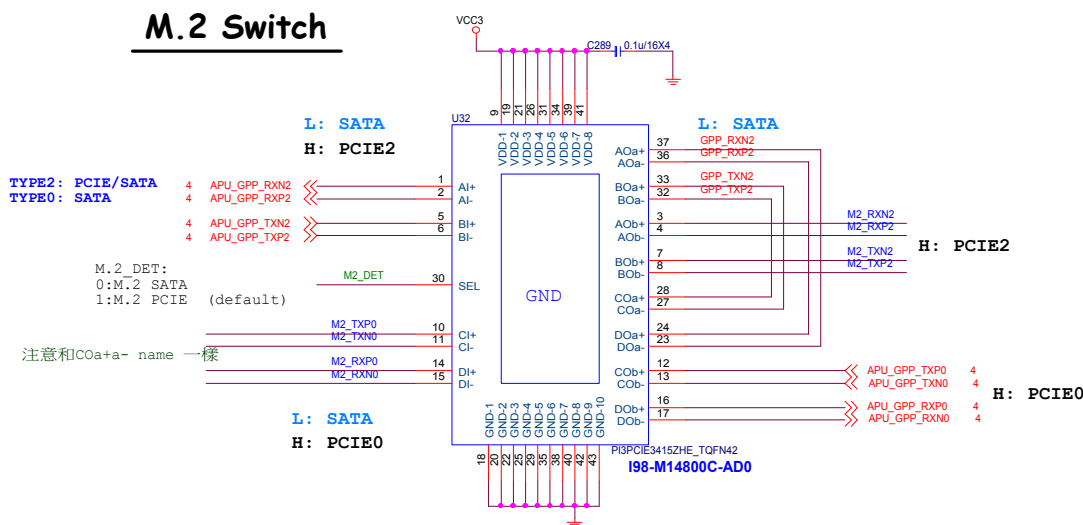 M.2 Switch
VCC3
C289 0.1u/16X4
9 19 21 26 31 34 39 41
U32
VDD-1 VDD-2 VDD-3 VDD-4 VDD-5 VDD-6 VDD-7 VDD-8
L: SATA
H: PCIE2
L: SATA
TYPE2: PCIE/SATA
TYPE0: SATA
4 APU_GPP_RXN2 1 AI+
4 APU_GPP_RXP2 2 AI-
4 APU_GPP_TXN2 5 BI+
4 APU_GPP_TXP2 6 BI-
M.2_DET:
0:M.2 SATA
1:M.2 PCIE (default)
M2_DET 30 SEL
M2_TXP0 10 CI+
M2_TXN0 11 CI-
注意和COa+a- name 一樣
M2_RXP0 14 DI+
M2_RXN0 15 DI-
L: SATA
H: PCIE0
GND
AOa+ 37 GPP_RXN2
AOa- 36 GPP_RXP2
BOa+ 33 GPP_TXN2
BOa- 32 GPP_TXP2
AOb+ 3 M2_RXN2
AOb- 4 M2_RXP2
BOb+ 7 M2_TXN2
BOb- 8 M2_TXP2
H: PCIE2
COa+ 28
COa- 27
DOa+ 24
DOa- 23
COb+ 12 APU_GPP_TXP0 4
COb- 13 APU_GPP_TXN0 4
DOb+ 16 APU_GPP_RXP0 4
DOb- 17 APU_GPP_RXN0 4
H: PCIE0
GND-1 GND-2 GND-3 GND-4 GND-5 GND-6 GND-7 GND-8 GND-9 GND-10
18 20 22 25 29 35 38 40 42 43
PI3PCIE3415ZHE_TQFN42
I98-M14800C-AD0